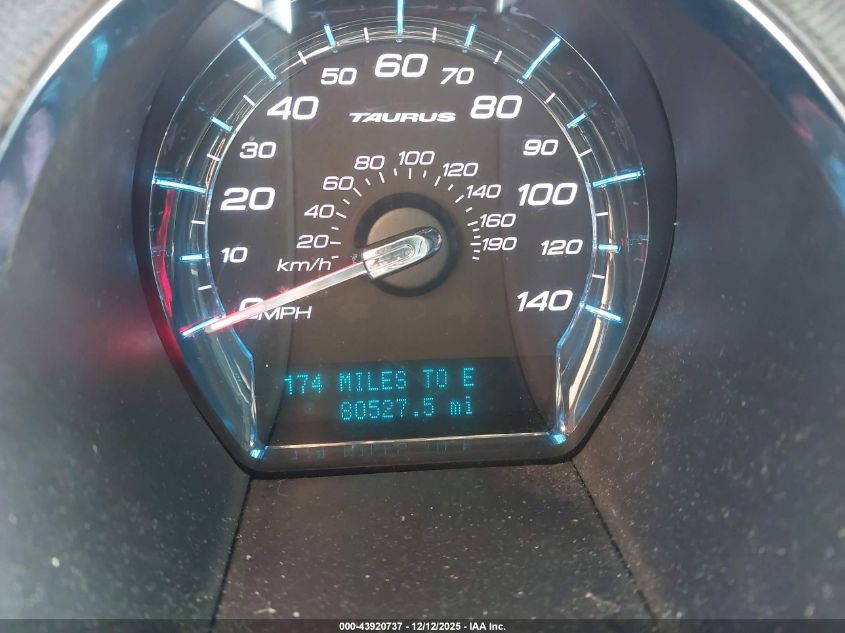 60
50 70
40 80
TAURUS
30 90
100
80 120
60 140
20 100
40 160
20 190
10 120
km/h
0 MPH 140
174 MILES TO E
80527.5 mi
000-43920737 - 12/12/2025 - IAA Inc.